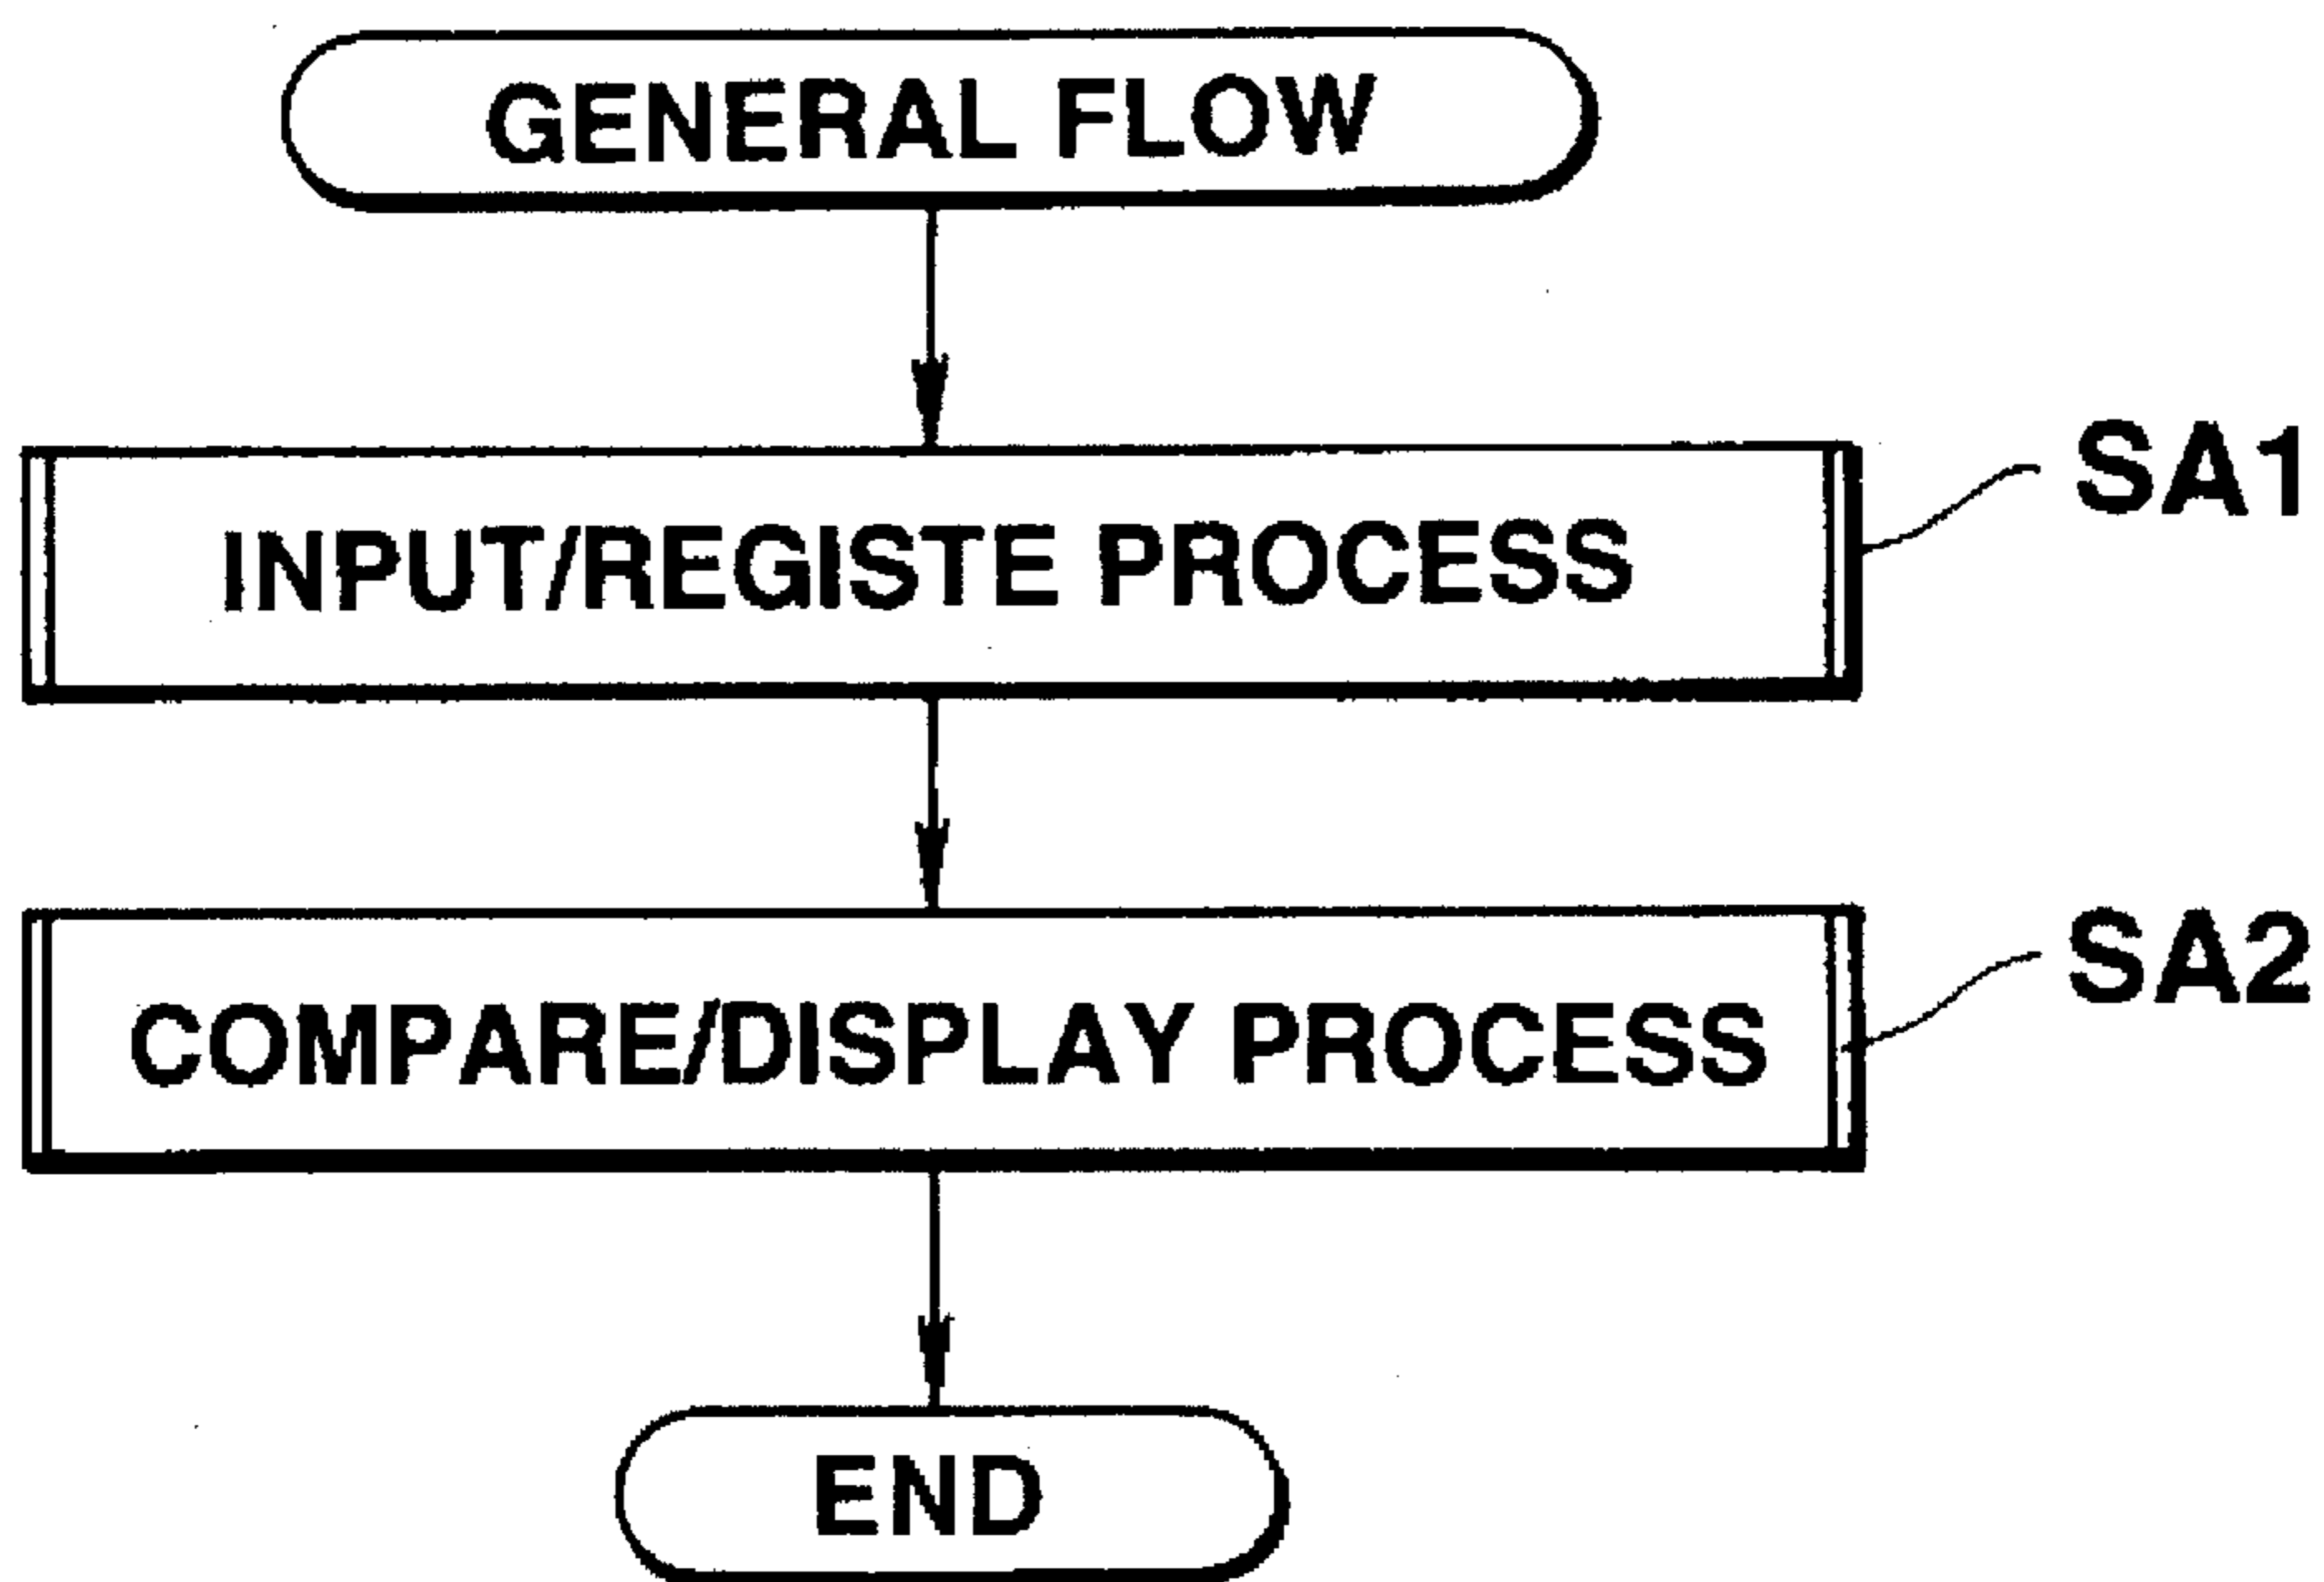 GENERAL FLOW
INPUT/REGISTE PROCESS
SA1
COMPARE/DISPLAY PROCESS
SA2
END